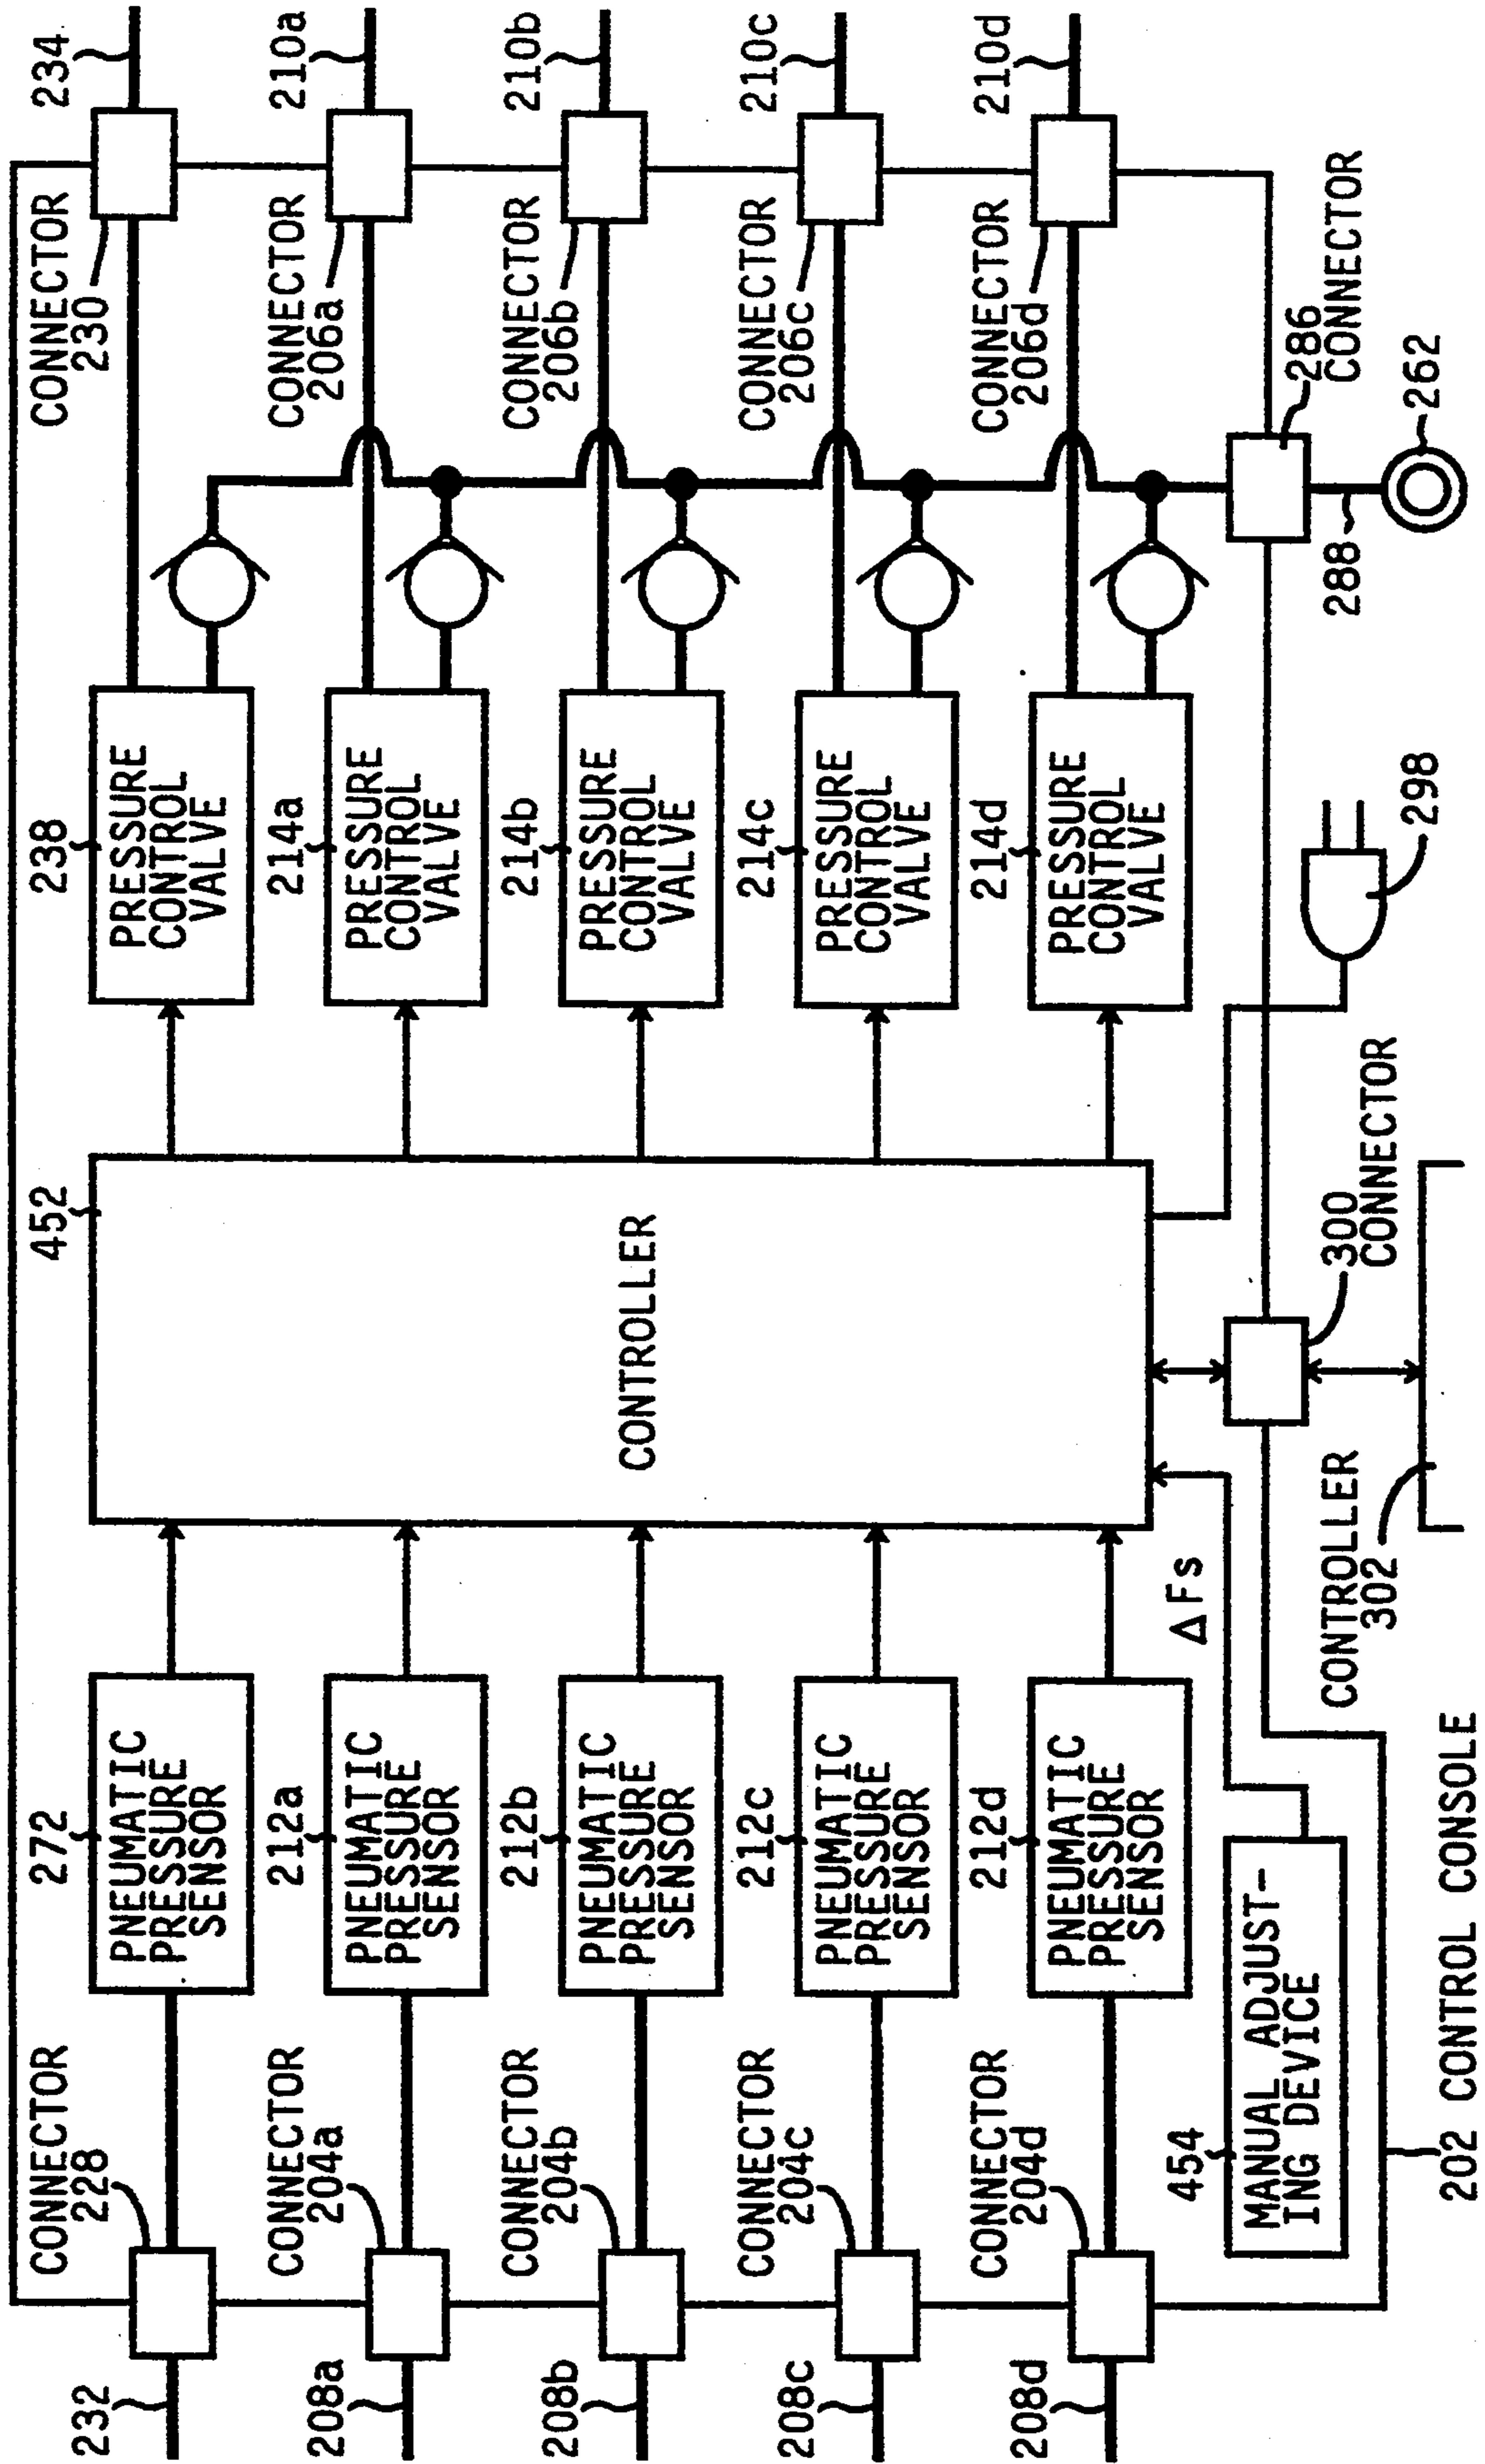 232
CONNECTOR
228
272
PNEUMATIC
PRESSURE
SENSOR
452
CONTROLLER
238
PRESSURE
CONTROL
VALVE
CONNECTOR
230
234
208a
CONNECTOR
204a
212a
PNEUMATIC
PRESSURE
SENSOR
214a
PRESSURE
CONTROL
VALVE
CONNECTOR
206a
210a
208b
CONNECTOR
204b
212b
PNEUMATIC
PRESSURE
SENSOR
214b
PRESSURE
CONTROL
VALVE
CONNECTOR
206b
210b
208c
CONNECTOR
204c
212c
PNEUMATIC
PRESSURE
SENSOR
214c
PRESSURE
CONTROL
VALVE
CONNECTOR
206c
210c
208d
CONNECTOR
204d
212d
PNEUMATIC
PRESSURE
SENSOR
214d
PRESSURE
CONTROL
VALVE
CONNECTOR
206d
210d
454
MANUAL ADJUST-
ING DEVICE
ΔFs
CONTROLLER
302
300
CONNECTOR
298
288
286
CONNECTOR
262
202 CONTROL CONSOLE